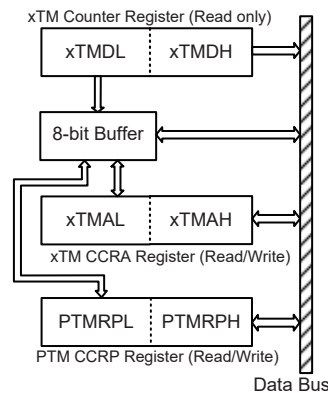 xTM Counter Register (Read only)
xTMDL xTMDH
8-bit Buffer
xTMAL xTMAH
xTM CCRA Register (Read/Write)
PTMRPL PTMRPH
PTM CCRP Register (Read/Write)
Data Bus